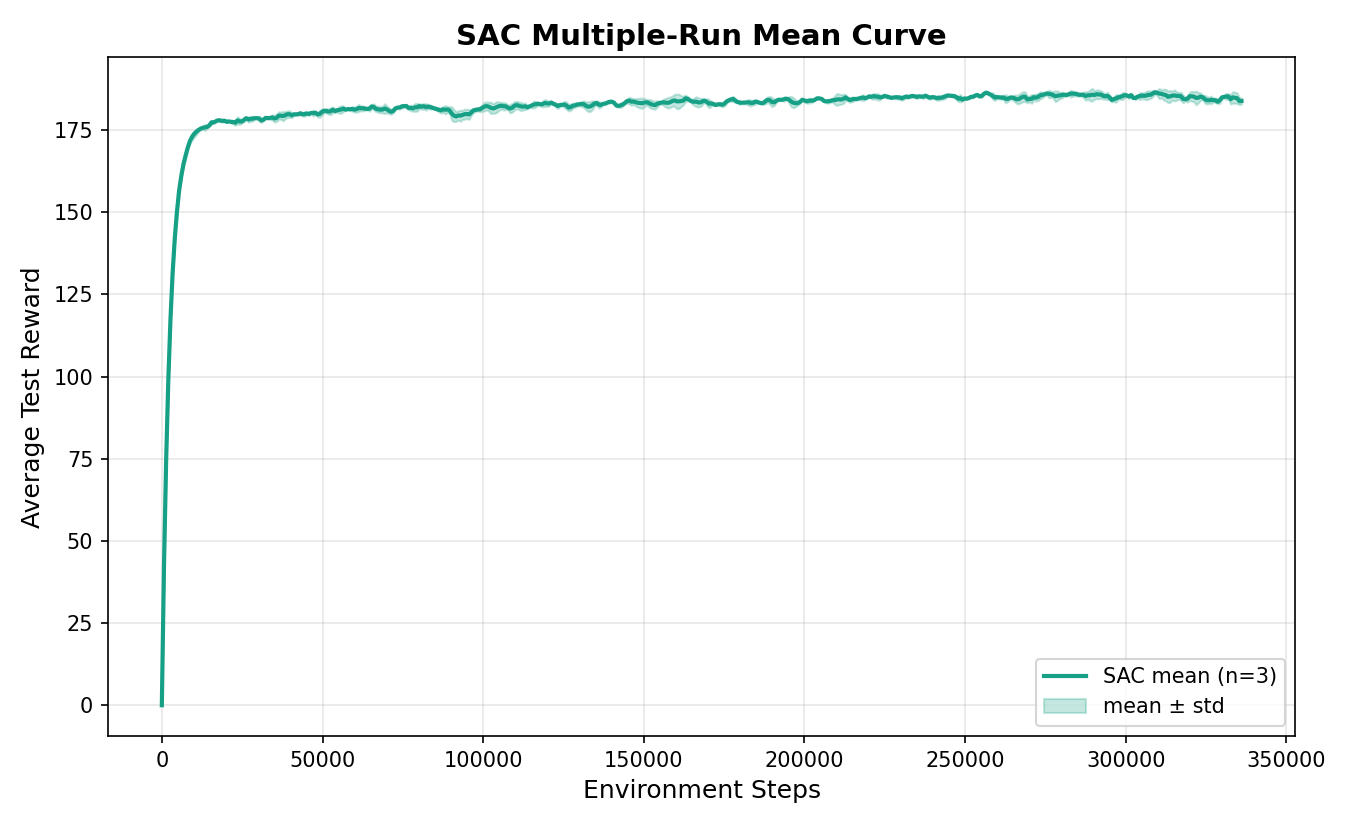 SAC Multiple-Run Mean Curve
Average Test Reward
175
150
125
100
75
50
25
0
SAC mean (n=3)
mean ± std
0 50000 100000 150000 200000 250000 300000 350000
Environment Steps